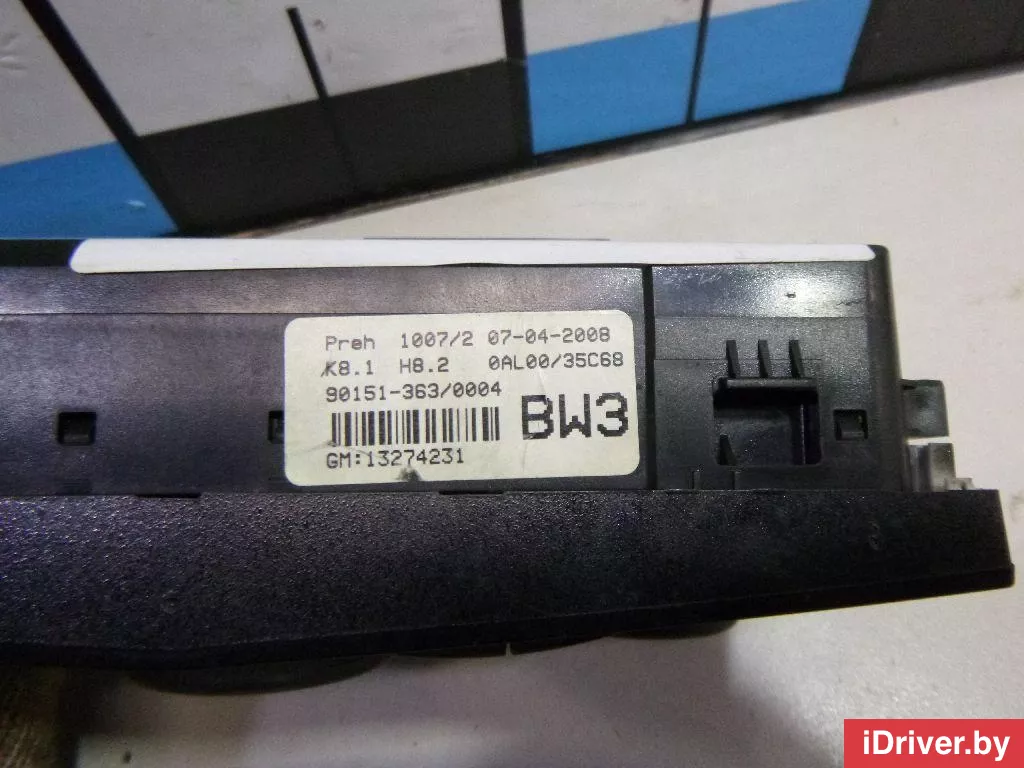 Preh 1007/2 07-04-2008
K8.1 H8.2 0AL00/35C68
90151-363/0004
BW3
GM:13274231
iDriver.by